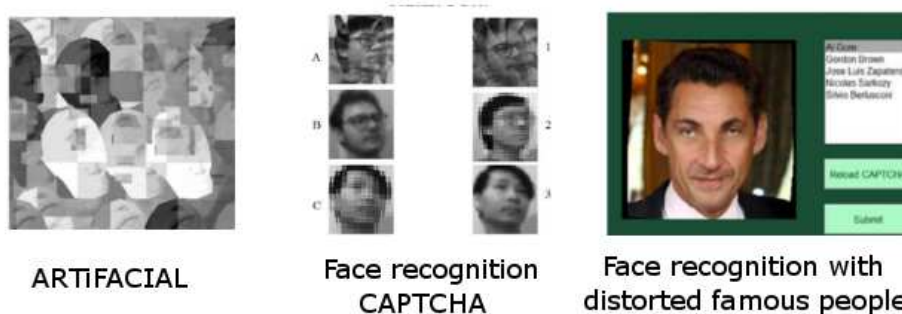 A
B
C
1
2
3
Al Gore
Gordon Brown
Jose Luis Zapatero
Nicolas Sarkozy
Silvio Berlusconi
Reload CAPTCHA
Submit
ARTiFACIAL
Face recognition
CAPTCHA
Face recognition with
distorted famous people